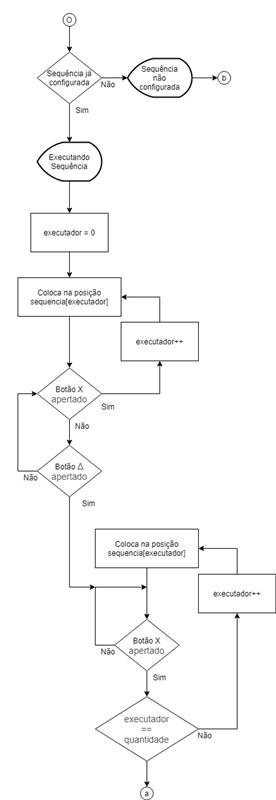 O
Sequência já
configurada
Não
Sequência
não
configurada
b
Sim
Executando
Sequência
executador = 0
Coloca na posição
sequencia[executador]
executador++
Botão X
apertado
Sim
Não
Botão Δ
apertado
Não
Sim
Coloca na posição
sequencia[executador]
executador++
Botão X
apertado
Não
Sim
executador
==
quantidade
Não
a